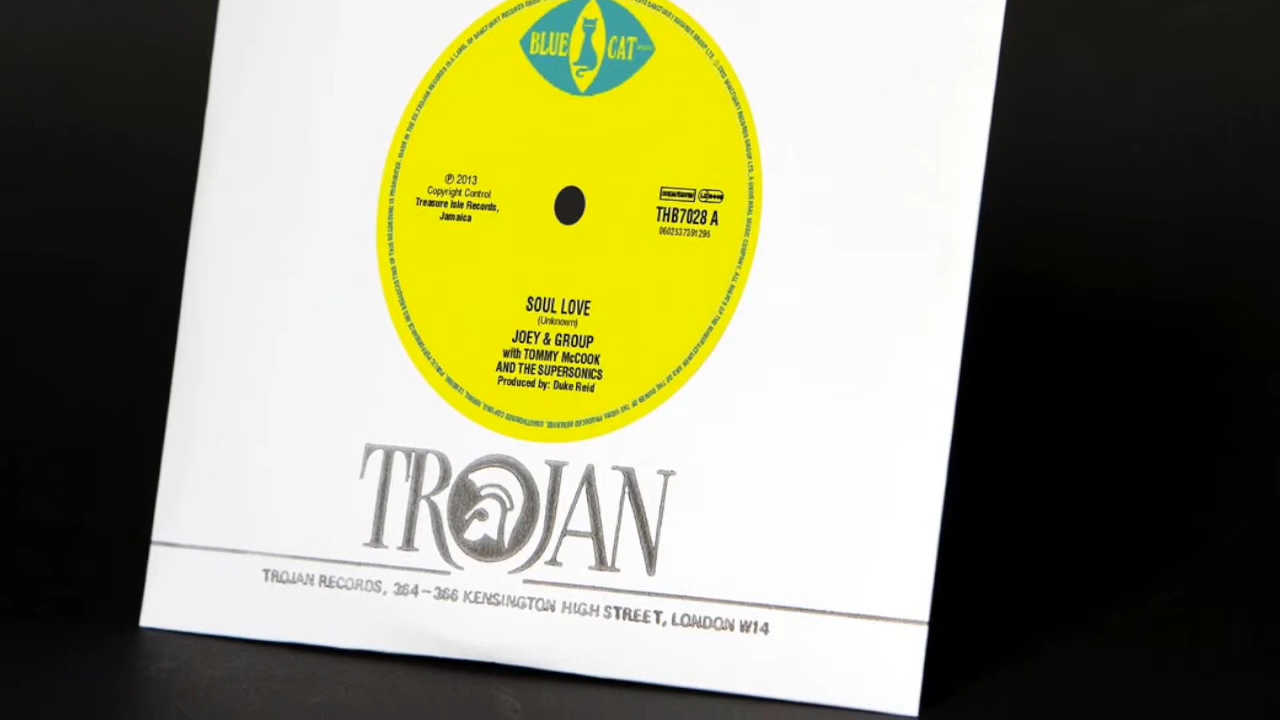 BLUE CAT
℗ 2013
Copyright Control
Treasure Isle Records,
Jamaica
THB7028 A
0602537391295
SOUL LOVE
(Unknown)
JOEY & GROUP
with TOMMY McCOOK
AND THE SUPERSONICS
Produced by: Duke Reid
TROJAN
TROJAN RECORDS, 364–366 KENSINGTON HIGH STREET, LONDON W14